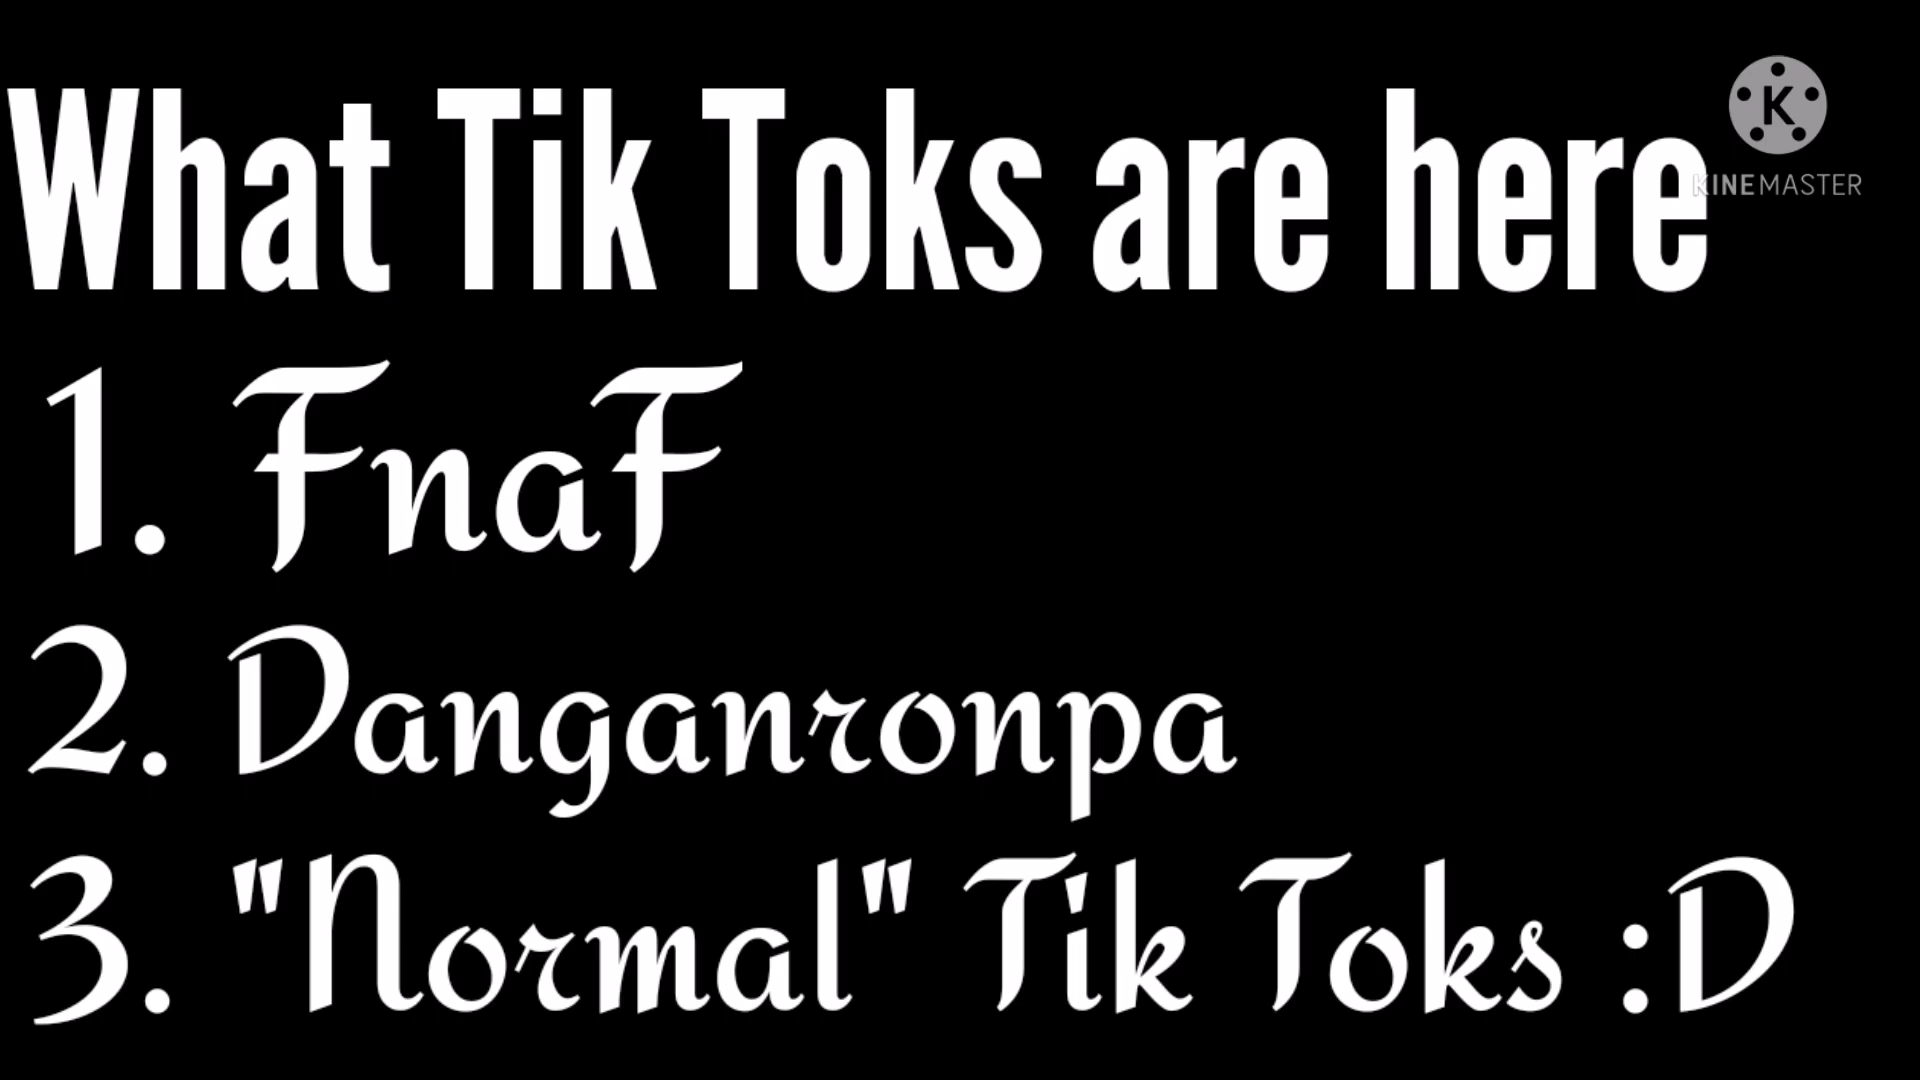 What Tik Toks are here
K
KINEMASTER
1. FnaF
2. Danganronpa
3. "Normal" Tik Toks :D